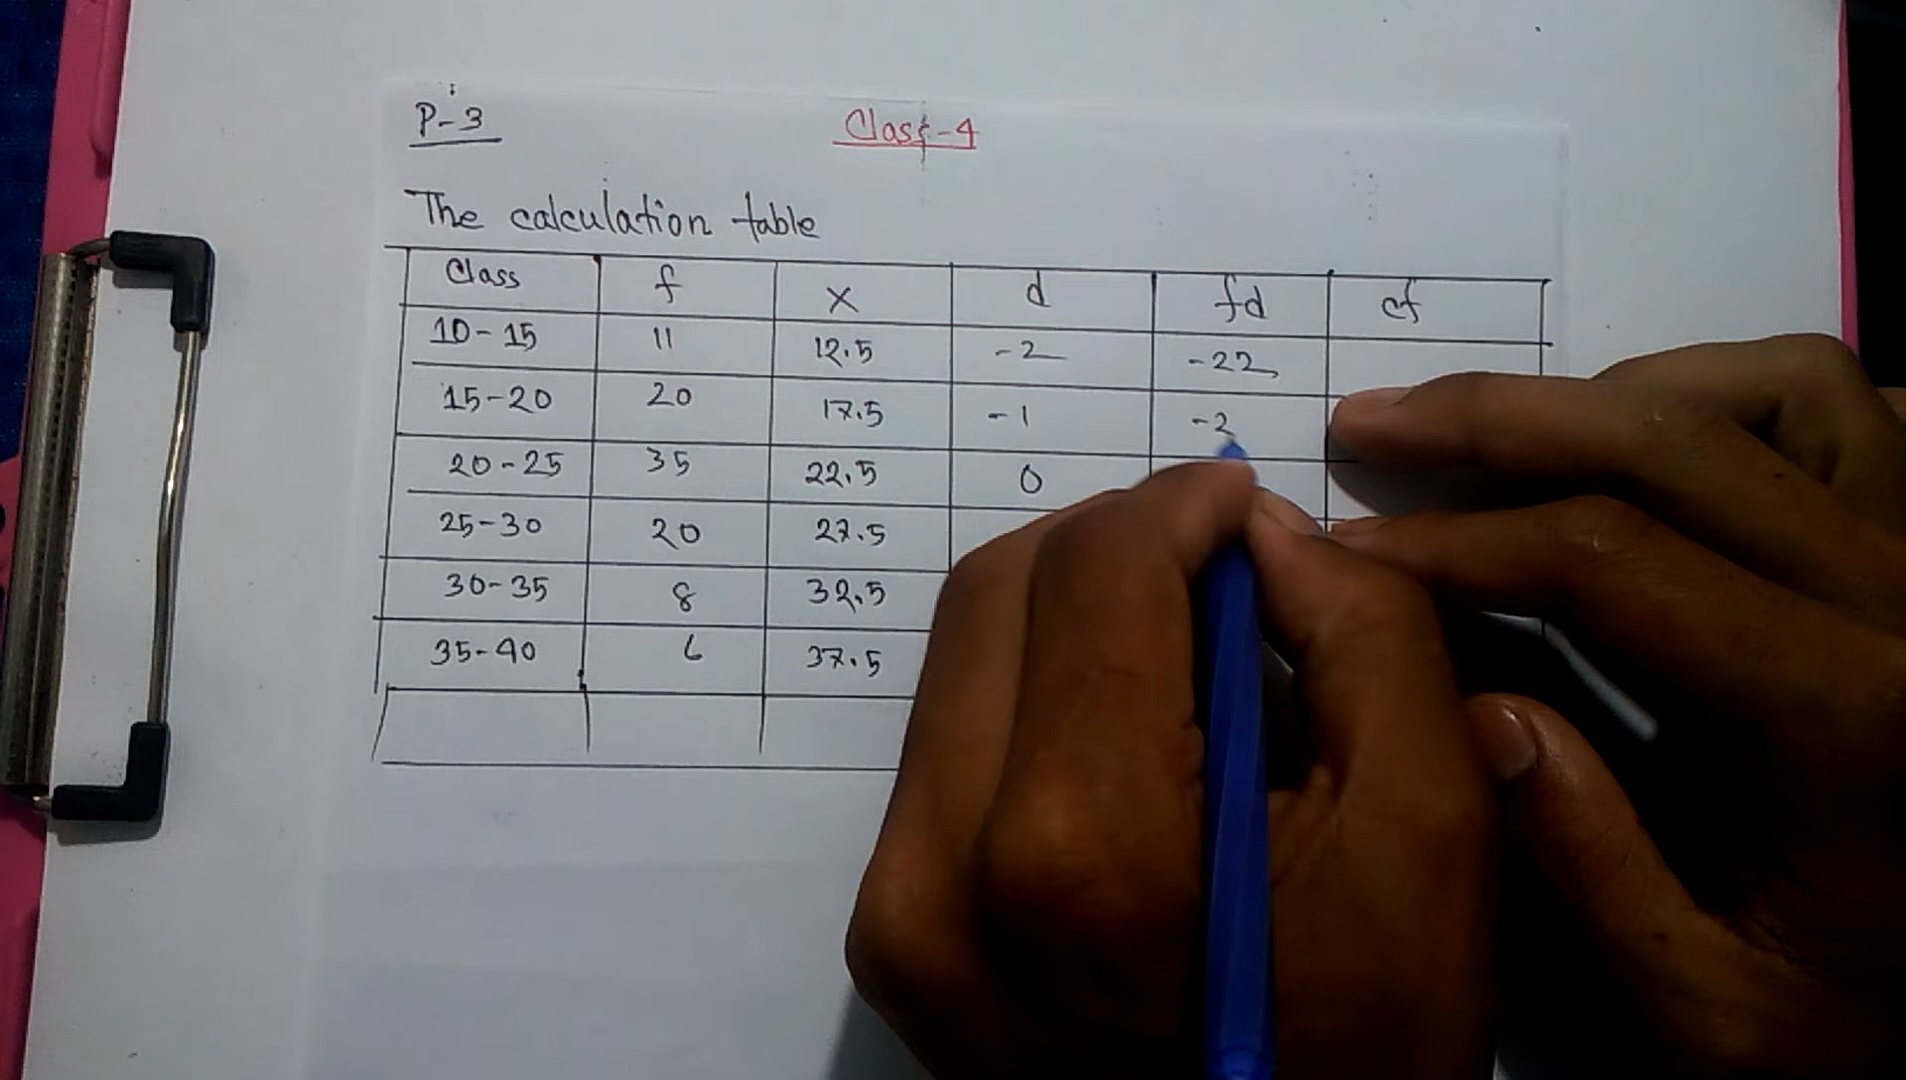 P-3
Class-4
The calculation table
Class f X d fd cf
10-15 11 12.5 -2 -22
15-20 20 17.5 -1 -2
20-25 35 22.5 0
25-30 20 27.5
30-35 8 32.5
35-40 6 37.5